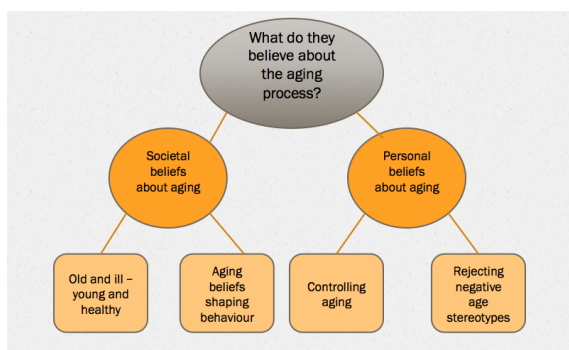 What do they
believe about
the aging
process?
Societal
beliefs
about aging
Personal
beliefs
about aging
Old and ill –
young and
healthy
Aging
beliefs
shaping
behaviour
Controlling
aging
Rejecting
negative
age
stereotypes